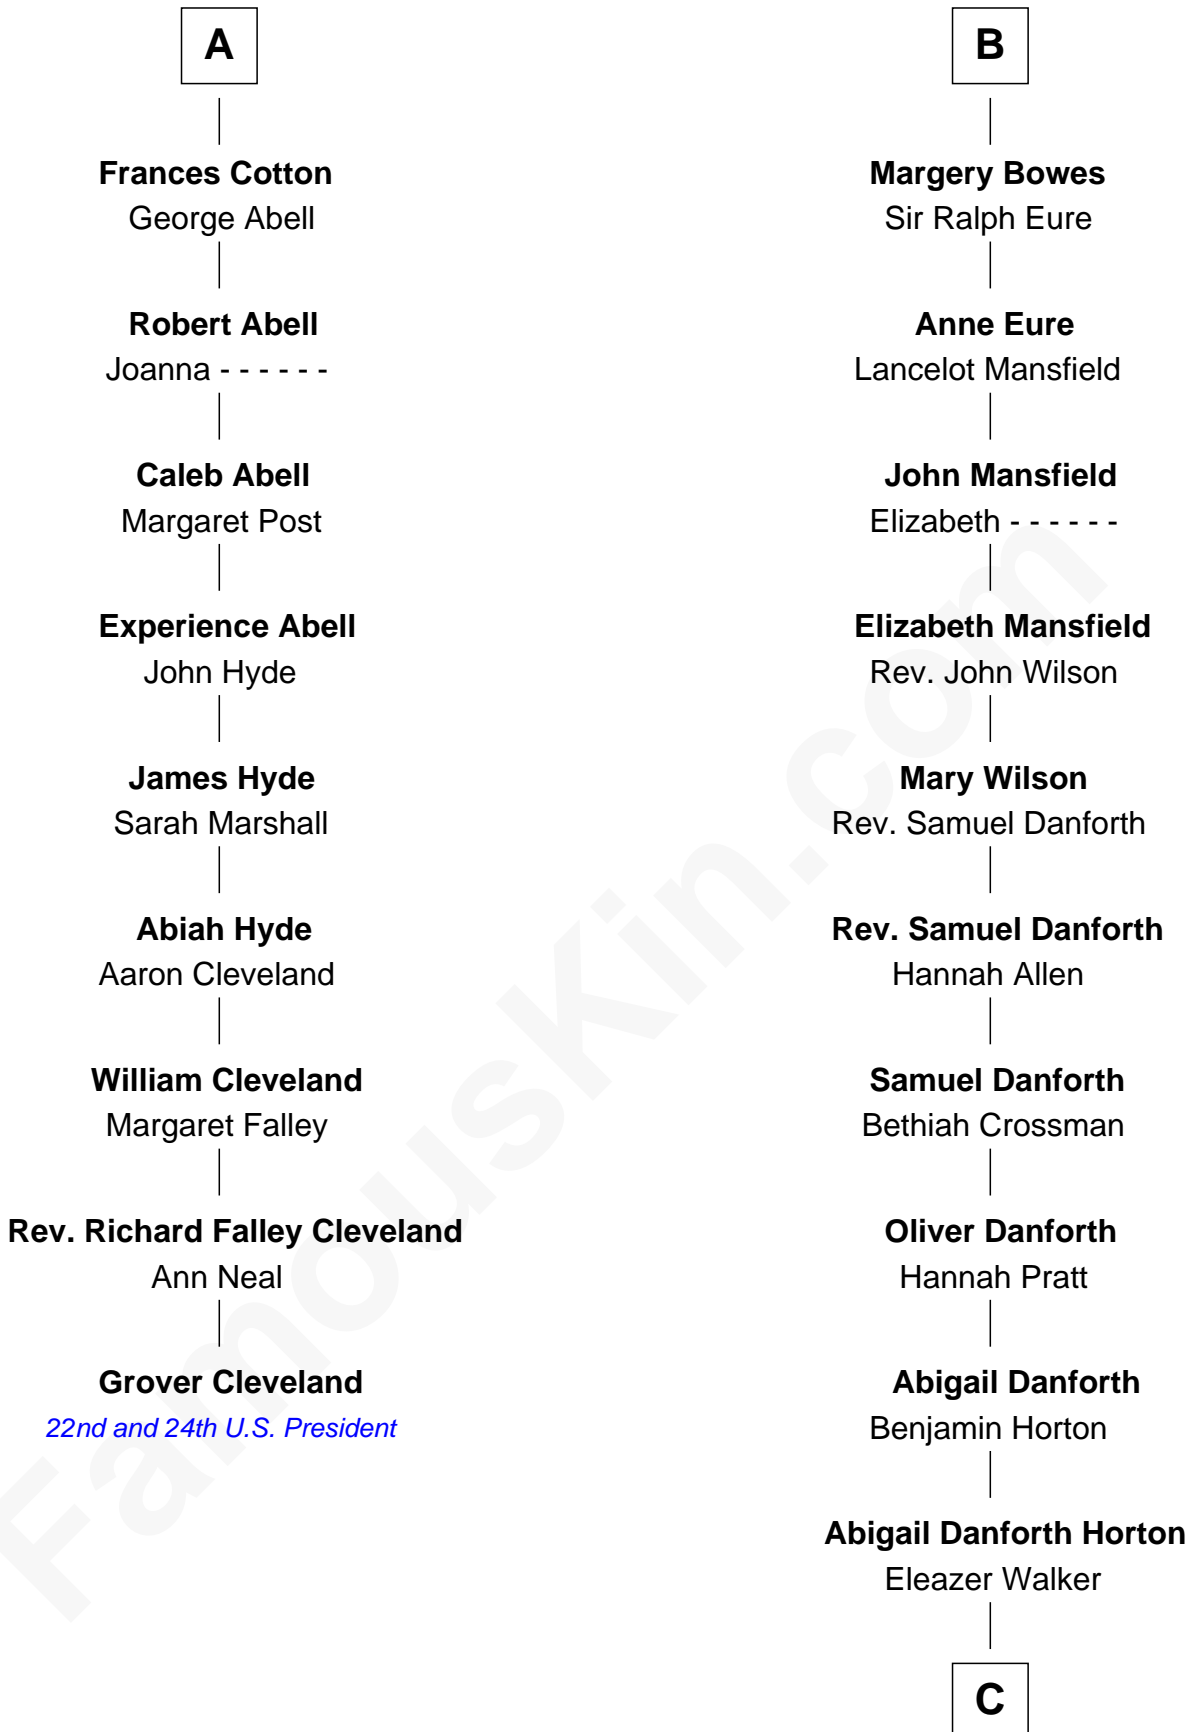 A
Frances Cotton
George Abell
Robert Abell
Joanna - - - - - -
Caleb Abell
Margaret Post
Experience Abell
John Hyde
James Hyde
Sarah Marshall
Abiah Hyde
Aaron Cleveland
William Cleveland
Margaret Falley
Rev. Richard Falley Cleveland
Ann Neal
Grover Cleveland
22nd and 24th U.S. President
B
Margery Bowes
Sir Ralph Eure
Anne Eure
Lancelot Mansfield
John Mansfield
Elizabeth - - - - - -
Elizabeth Mansfield
Rev. John Wilson
Mary Wilson
Rev. Samuel Danforth
Rev. Samuel Danforth
Hannah Allen
Samuel Danforth
Bethiah Crossman
Oliver Danforth
Hannah Pratt
Abigail Danforth
Benjamin Horton
Abigail Danforth Horton
Eleazer Walker
C
FamousKin.com